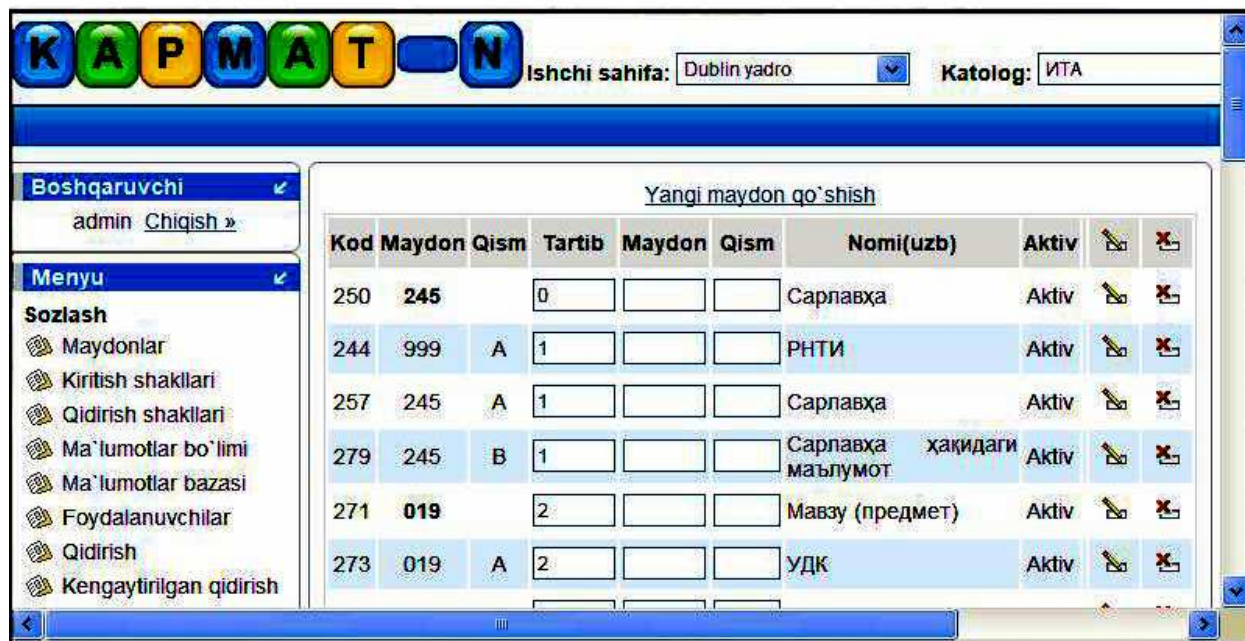 КАРМАТ-N
Ishchi sahifa: Dublin yadro Katolog: ИТА
Boshqaruvchi
admin Chiqish »
Menyu
Sozlash
Maydonlar
Kiritish shakllari
Qidirish shakllari
Ma`lumotlar bo`limi
Ma`lumotlar bazasi
Foydalanuvchilar
Qidirish
Kengaytirilgan qidirish
Yangi maydon qo`shish
Kod Maydon Qism Tartib Maydon Qism Nomi(uzb) Aktiv
250 245 0 Сарлавҳа Aktiv
244 999 A 1 РНТИ Aktiv
257 245 A 1 Сарлавҳа Aktiv
279 245 B 1 Сарлавҳа ҳақидаги маълумот Aktiv
271 019 2 Мавзу (предмет) Aktiv
273 019 A 2 УДК Aktiv